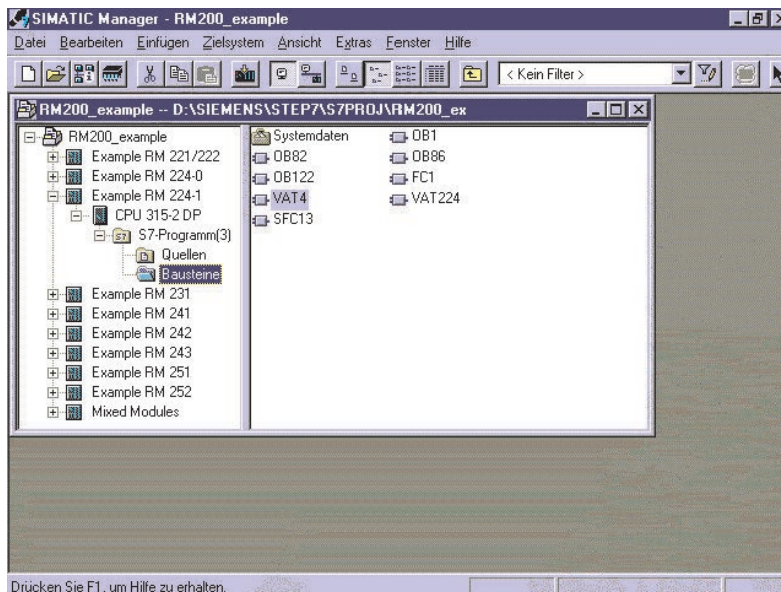 SIMATIC Manager - RM200_example
Datei Bearbeiten Einfügen Zielsystem Ansicht Extras Fenster Hilfe
< Kein Filter >
RM200_example -- D:\SIEMENS\STEP7\S7PROJ\RM200_ex
RM200_example
Example RM 221/222
Example RM 224-0
Example RM 224-1
CPU 315-2 DP
S7-Programm(3)
Quellen
Bausteine
Example RM 231
Example RM 241
Example RM 242
Example RM 243
Example RM 251
Example RM 252
Mixed Modules
Systemdaten OB1
OB82 OB86
OB122 FC1
VAT4 VAT224
SFC13
Drücken Sie F1, um Hilfe zu erhalten.